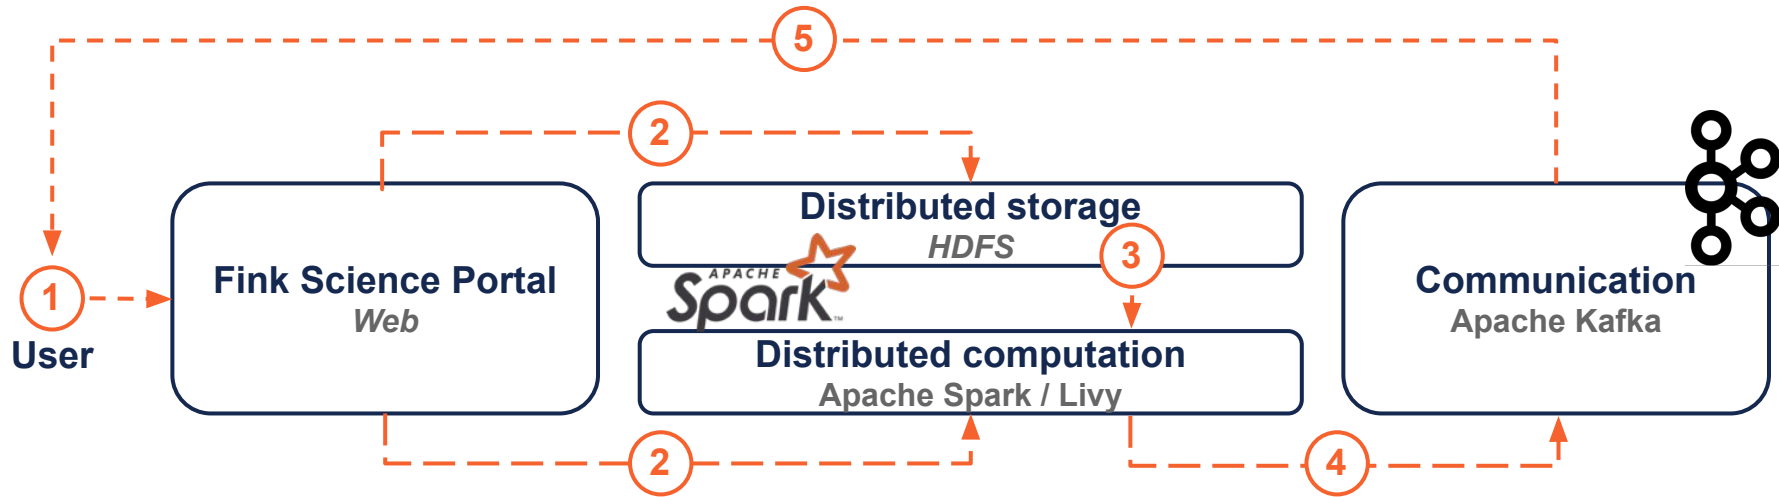 5
2
Distributed storage
HDFS
3
Fink Science Portal
Web
1
User
APACHE
Spark
TM
Distributed computation
Apache Spark / Livy
Communication
Apache Kafka
2
4